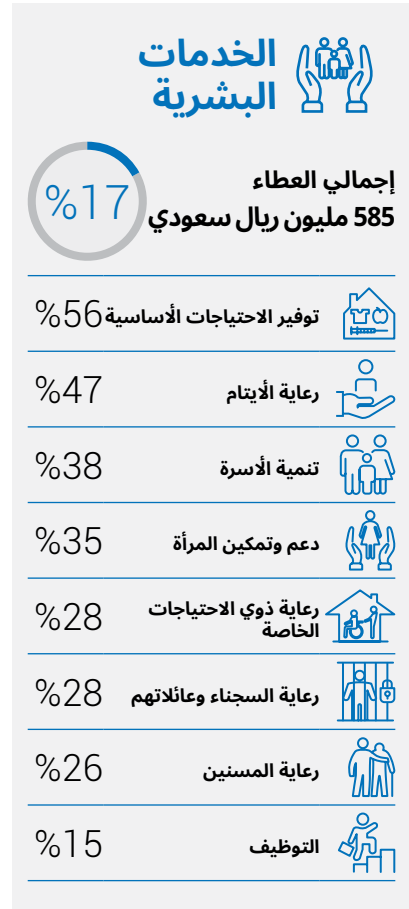 الخدمات
البشرية
إجمالي العطاء
585 مليون ريال سعودي
%17
توفير الاحتياجات الأساسية %56
رعاية الأيتام %47
تنمية الأسرة %38
دعم وتمكين المرأة %35
رعاية ذوي الاحتياجات
الخاصة
%28
رعاية السجناء وعائلاتهم %28
رعاية المسنين %26
التوظيف %15